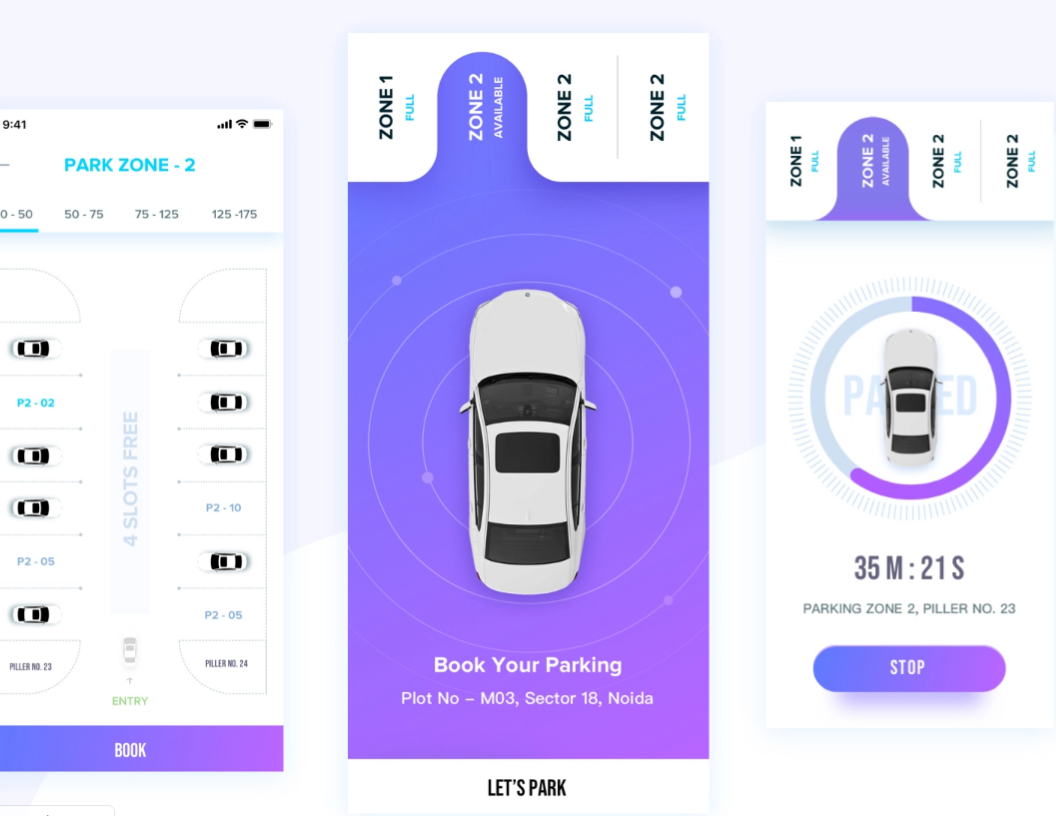 9:41
PARK ZONE - 2
0 - 50
50 - 75
75 - 125
125 -175
P2 - 02
P2 - 10
P2 - 05
P2 - 05
4 SLOTS FREE
PILLER NO. 23
PILLER NO. 24
ENTRY
BOOK
ZONE 1
FULL
ZONE 2
AVAILABLE
ZONE 2
FULL
ZONE 2
FULL
Book Your Parking
Plot No – M03, Sector 18, Noida
LET'S PARK
ZONE 1
FULL
ZONE 2
AVAILABLE
ZONE 2
FULL
ZONE 2
FULL
35 M : 21 S
PARKING ZONE 2, PILLER NO. 23
STOP